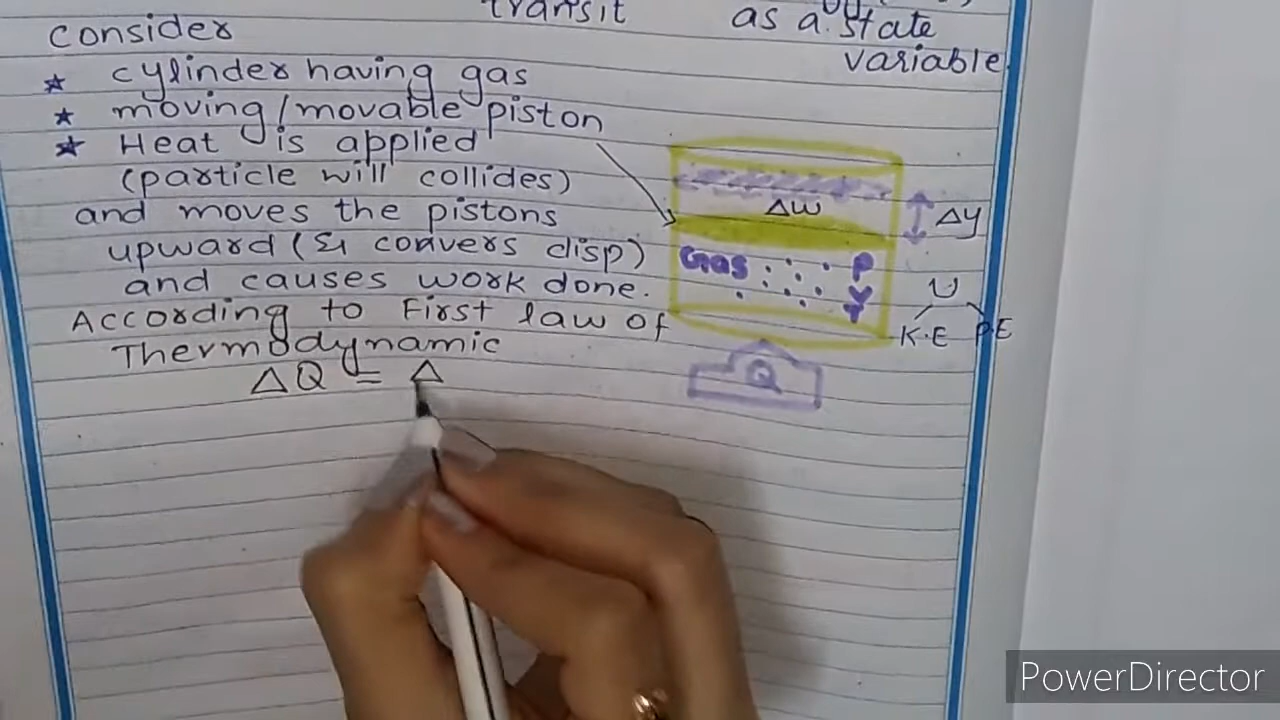 transit
as a state
variable
consider
★ cylinder having gas
★ moving/movable piston
★ Heat is applied
(particle will collides)
and moves the pistons
upward (& convers disp)
and causes work done.
According to First law of
Thermodynamic
ΔQ = Δ
Δw
Δy
Gas
P
U
K.E P.E
Q
PowerDirector